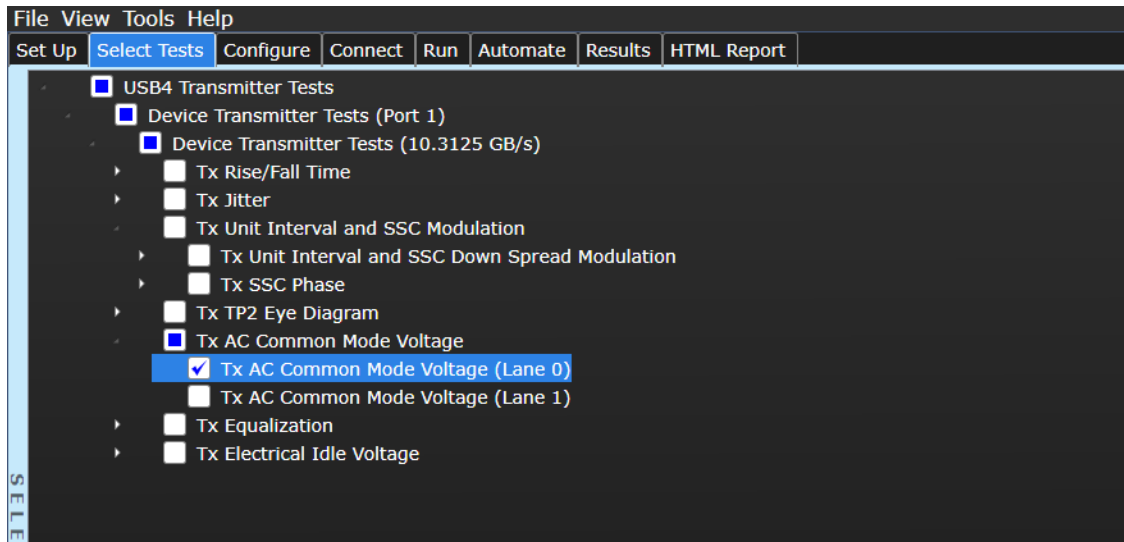 File View Tools Help
Set Up Select Tests Configure Connect Run Automate Results HTML Report
USB4 Transmitter Tests
Device Transmitter Tests (Port 1)
Device Transmitter Tests (10.3125 GB/s)
Tx Rise/Fall Time
Tx Jitter
Tx Unit Interval and SSC Modulation
Tx Unit Interval and SSC Down Spread Modulation
Tx SSC Phase
Tx TP2 Eye Diagram
Tx AC Common Mode Voltage
Tx AC Common Mode Voltage (Lane 0)
Tx AC Common Mode Voltage (Lane 1)
Tx Equalization
Tx Electrical Idle Voltage
SELE